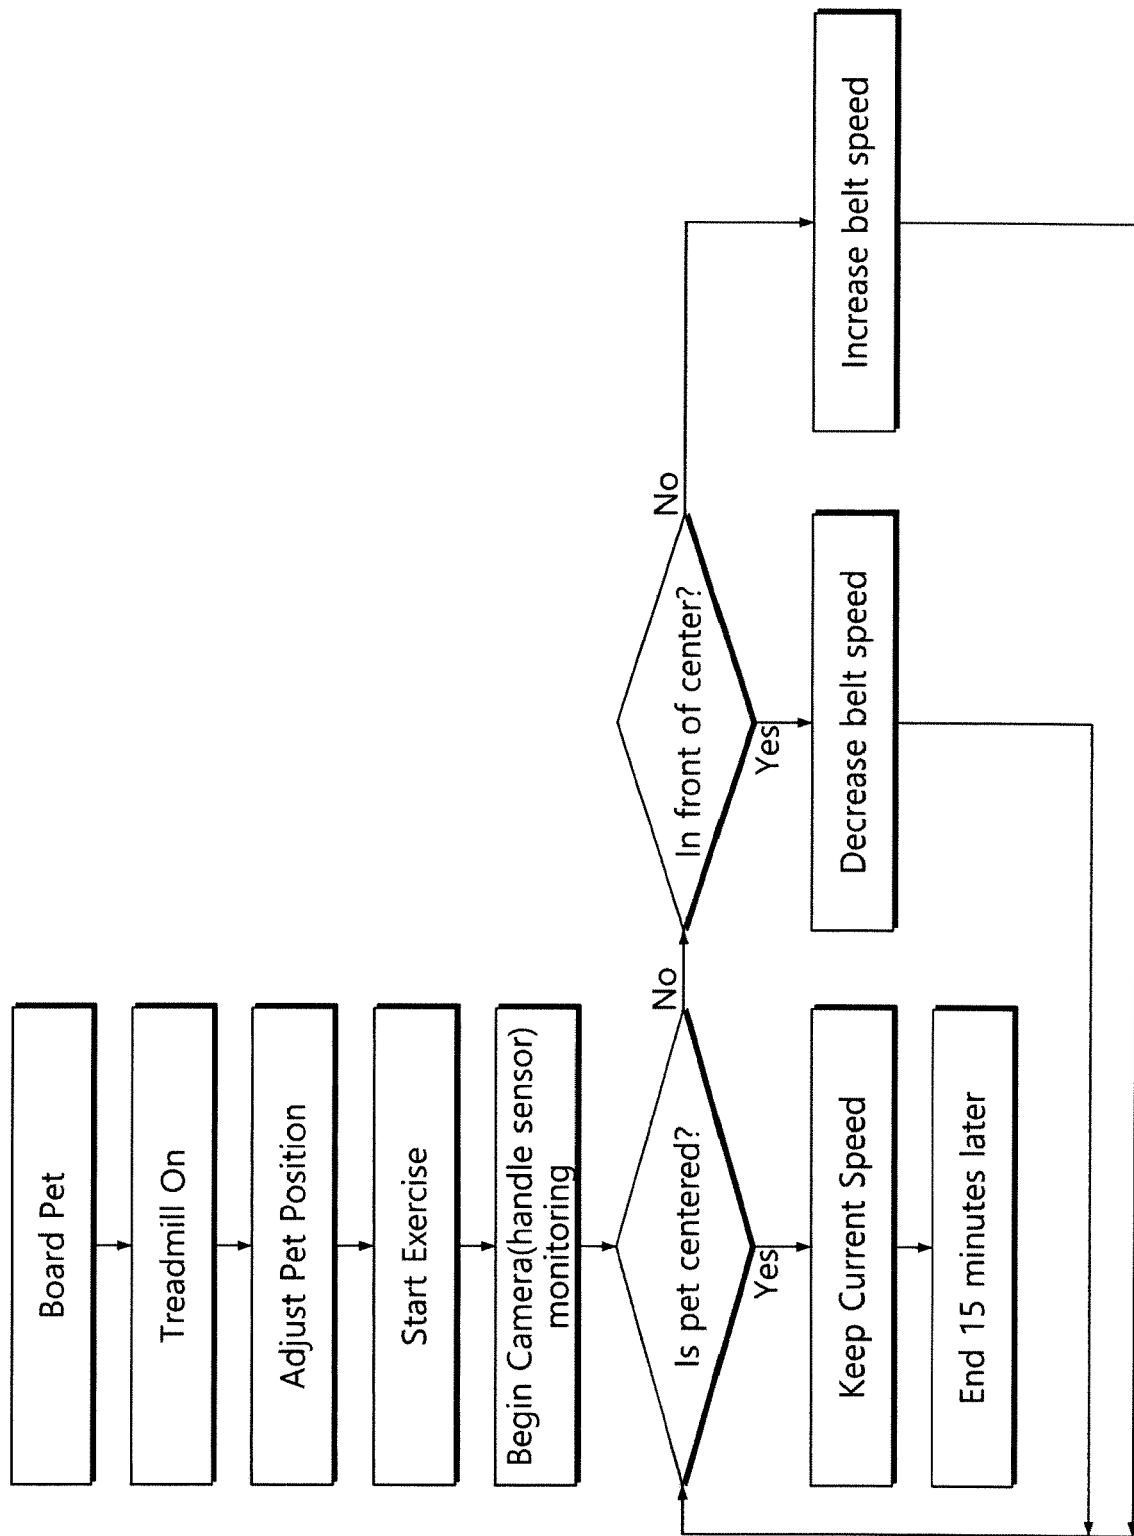 Board Pet
Treadmill On
Adjust Pet Position
Start Exercise
Begin Camera(handle sensor)
monitoring
Is pet centered?
No
Yes
In front of center?
No
Yes
Keep Current Speed
Decrease belt speed
Increase belt speed
End 15 minutes later